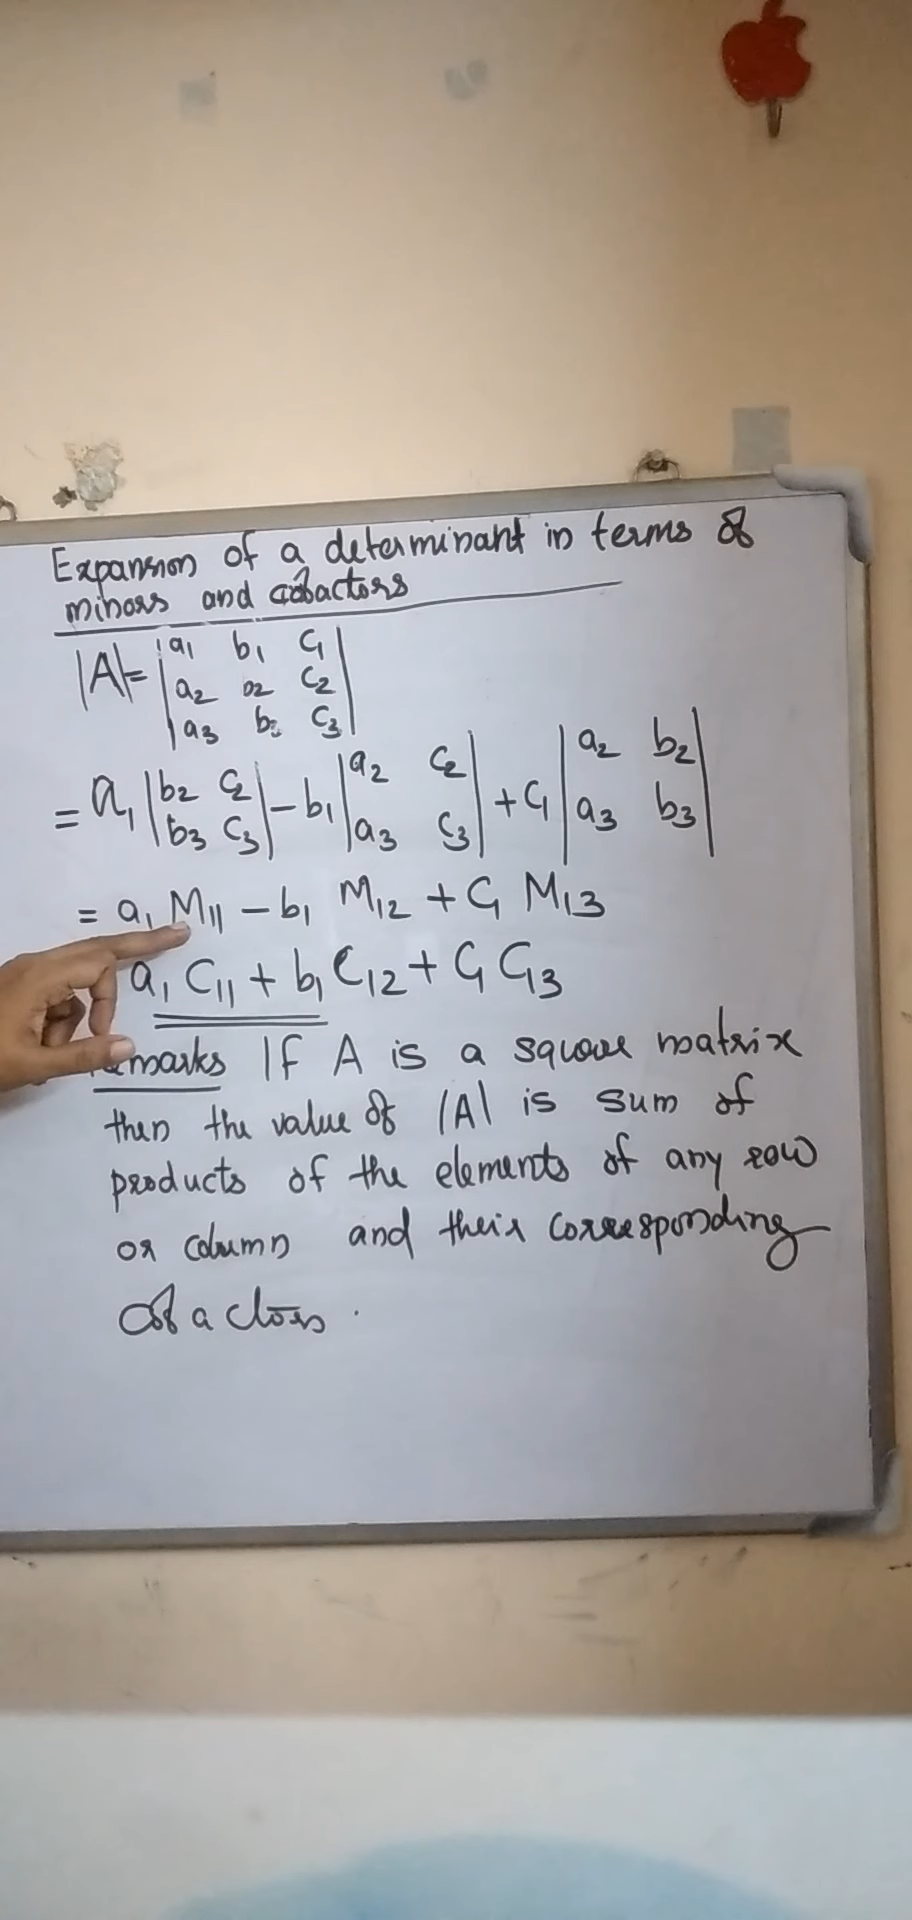 Expansion of a determinant in terms of
minors and cofactors
|A|= | a1 b1 c1 |
| a2 b2 c2 |
| a3 b3 c3 |
= a1 | b2 c2 | - b1 | a2 c2 | + c1 | a2 b2 |
| b3 c3 | | a3 c3 | | a3 b3 |
= a1 M11 - b1 M12 + c1 M13
a1 C11 + b1 C12 + c1 C13
emarks If A is a square matrix
then the value of |A| is sum of
products of the elements of any row
or column and their corresponding
cofactors.